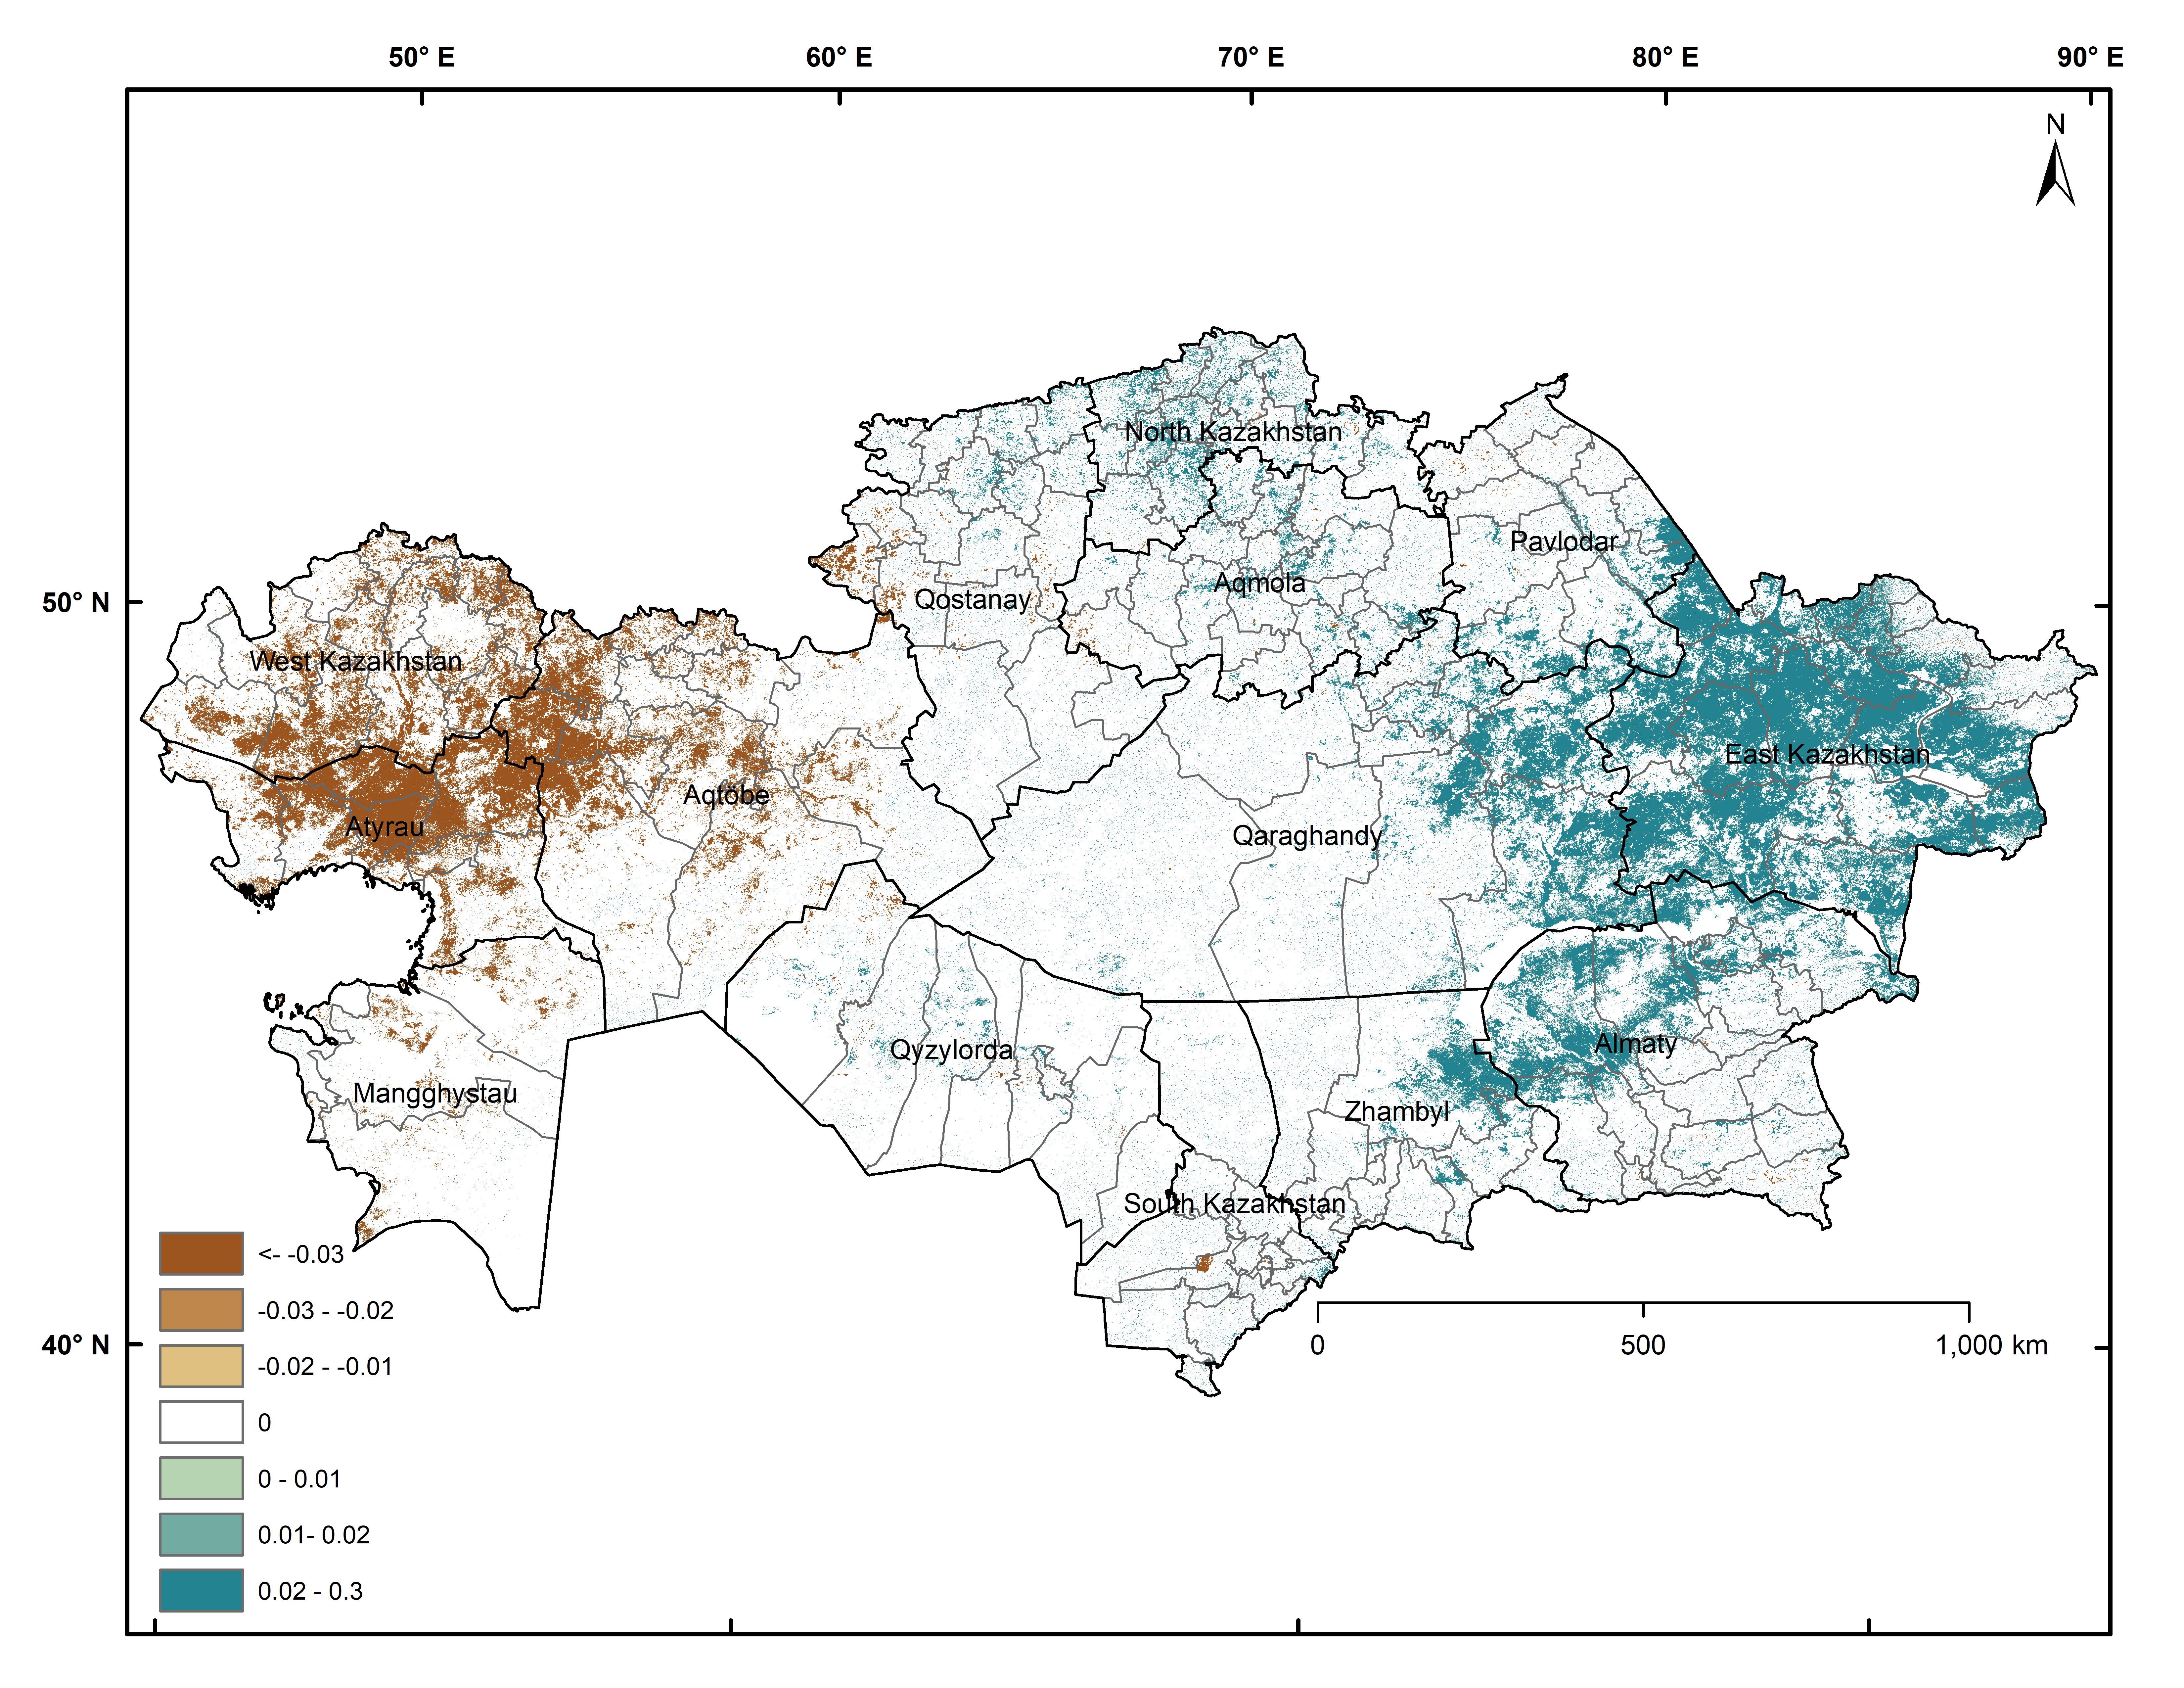 50° E
60° E
70° E
80° E
90° E
N
North Kazakhstan
Pavlodar
50° N
Aqmola
Qostanay
West Kazakhstan
East Kazakhstan
Aqtöbe
Atyrau
Qaraghandy
Almaty
Qyzylorda
Mangghystau
Zhambyl
South Kazakhstan
<- -0.03
-0.03 - -0.02
40° N
0
500
1,000 km
-0.02 - -0.01
0
0 - 0.01
0.01- 0.02
0.02 - 0.3